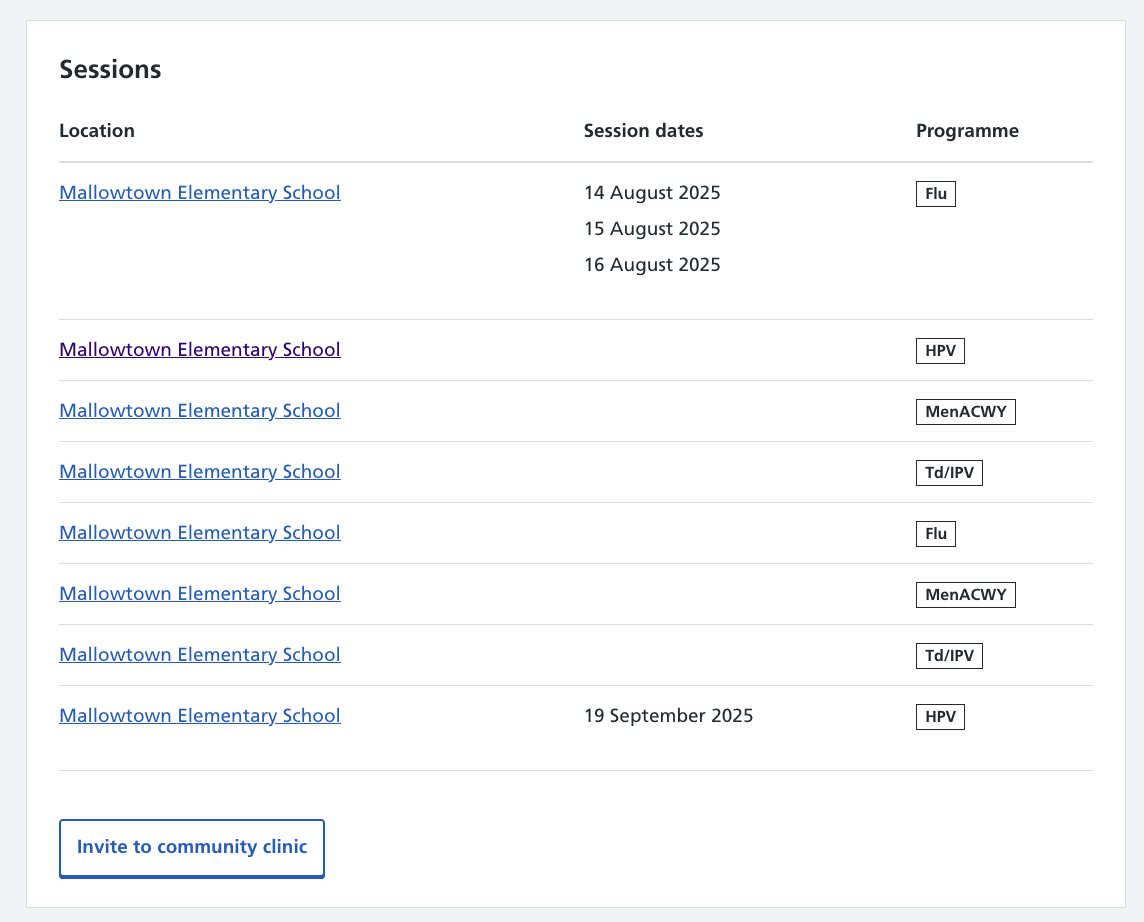 Sessions
Location Session dates Programme
Mallowtown Elementary School 14 August 2025 Flu
15 August 2025
16 August 2025
Mallowtown Elementary School HPV
Mallowtown Elementary School MenACWY
Mallowtown Elementary School Td/IPV
Mallowtown Elementary School Flu
Mallowtown Elementary School MenACWY
Mallowtown Elementary School Td/IPV
Mallowtown Elementary School 19 September 2025 HPV
Invite to community clinic